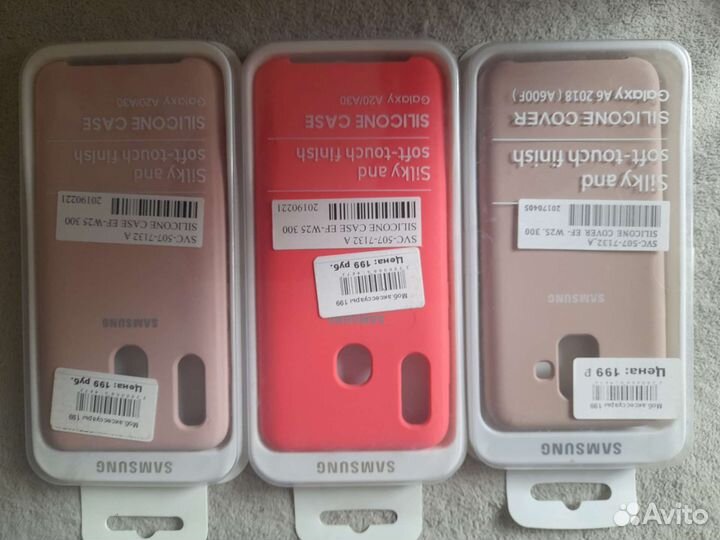 SAMSUNG
Моб.аксессуары 199
Цена: 199 руб.
SAMSUNG
SVC-507-7132.A
SILICONE CASE EF-W25 300
20190221
Silky and
soft-touch finish
SILICONE CASE
Galaxy A20/A30
SAMSUNG
SAMSUNG
Моб.аксессуары 199
Цена: 199 руб.
SVC-507-7132.A
SILICONE CASE EF-W25 300
20190221
Silky and
soft-touch finish
SILICONE CASE
Galaxy A20/A30
SAMSUNG
Моб.аксессуары 199
Цена: 199 Р
SAMSUNG
SVC-507-7132.A
SILICONE COVER EF- W25. 300
20170405
Silky and
soft-touch finish
SILICONE COVER
Galaxy A6 2018 ( A600F )
Avito